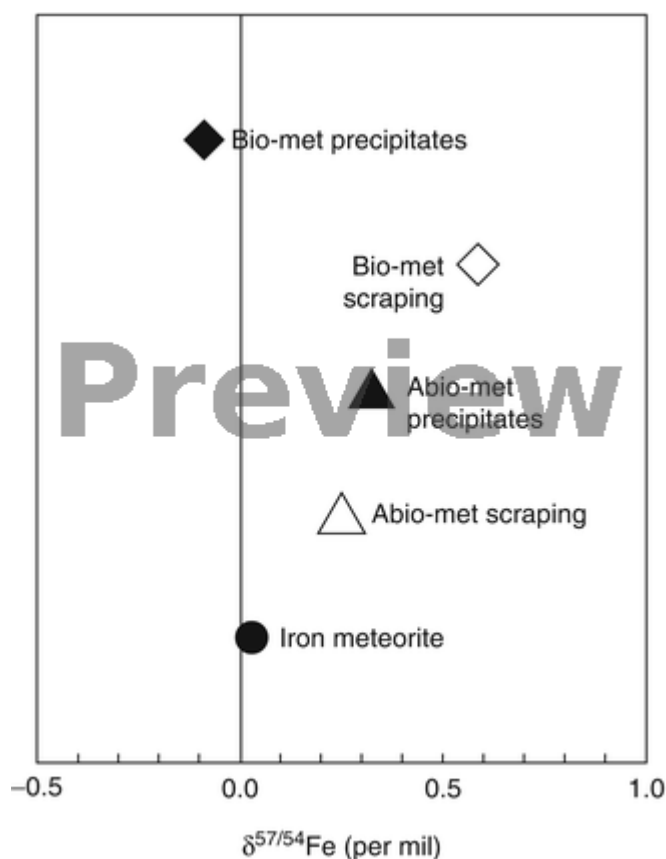 Bio-met precipitates
Bio-met
scraping
Preview
Abio-met
precipitates
Abio-met scraping
Iron meteorite
−0.5 0.0 0.5 1.0
δ57/54Fe (per mil)